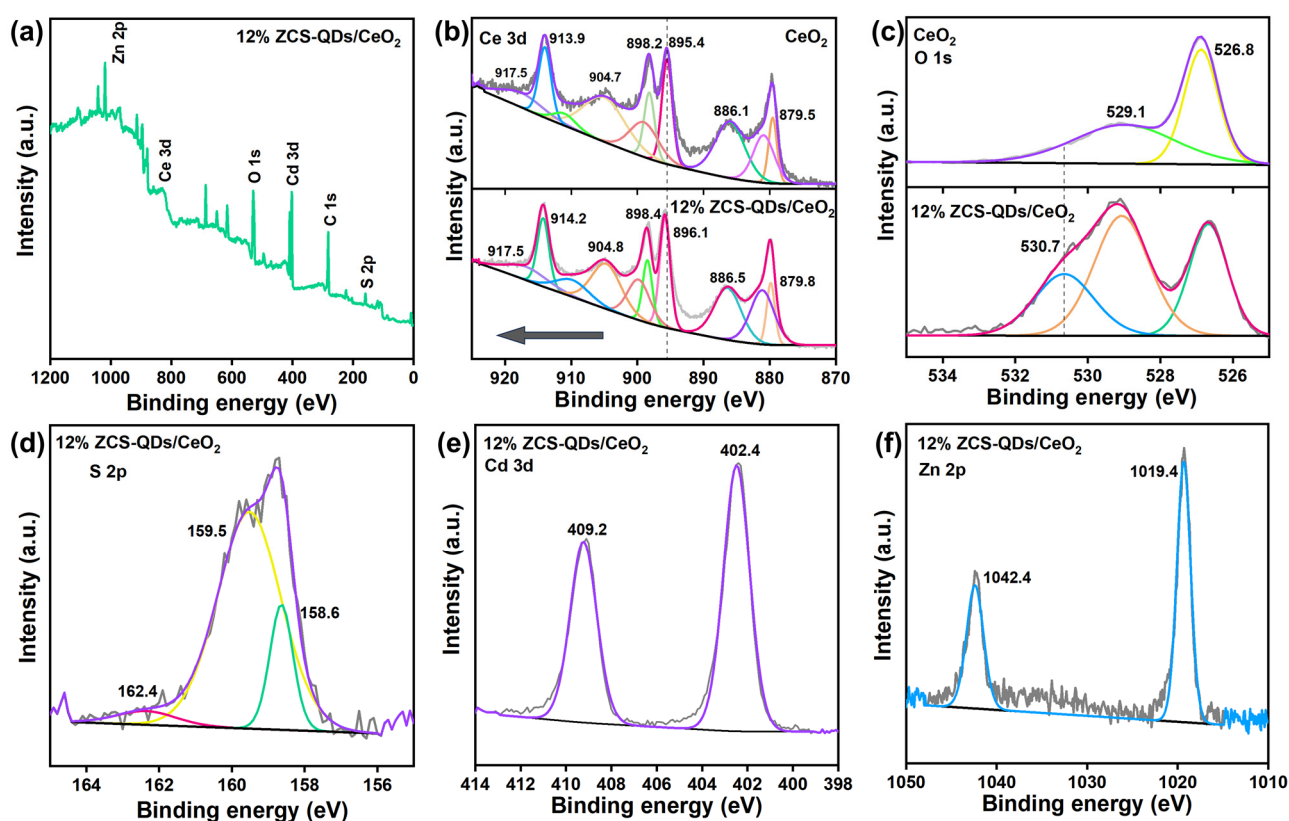 (a)
12% ZCS-QDs/CeO₂
Zn 2p
Ce 3d
O 1s
Cd 3d
C 1s
S 2p
Intensity (a.u.)
1200 1000 800 600 400 200 0
Binding energy (eV)
(b)
Ce 3d
CeO₂
917.5
913.9
904.7
898.2
895.4
886.1
879.5
12% ZCS-QDs/CeO₂
917.5
914.2
904.8
898.4
896.1
886.5
879.8
Intensity (a.u.)
925 910 900 890 880 870
Binding energy (eV)
(c)
CeO₂
O 1s
526.8
529.1
12% ZCS-QDs/CeO₂
530.7
Intensity (a.u.)
534 532 530 528 526
Binding energy (eV)
(d)
12% ZCS-QDs/CeO₂
S 2p
159.5
158.6
162.4
Intensity (a.u.)
164 162 160 158 157 155
Binding energy (eV)
(e)
12% ZCS-QDs/CeO₂
Cd 3d
402.4
409.2
Intensity (a.u.)
414 412 410 408 406 404 402 400 398
Binding energy (eV)
(f)
12% ZCS-QDs/CeO₂
Zn 2p
1019.4
1042.4
Intensity (a.u.)
1050 1040 1030 1020 1010
Binding energy (eV)